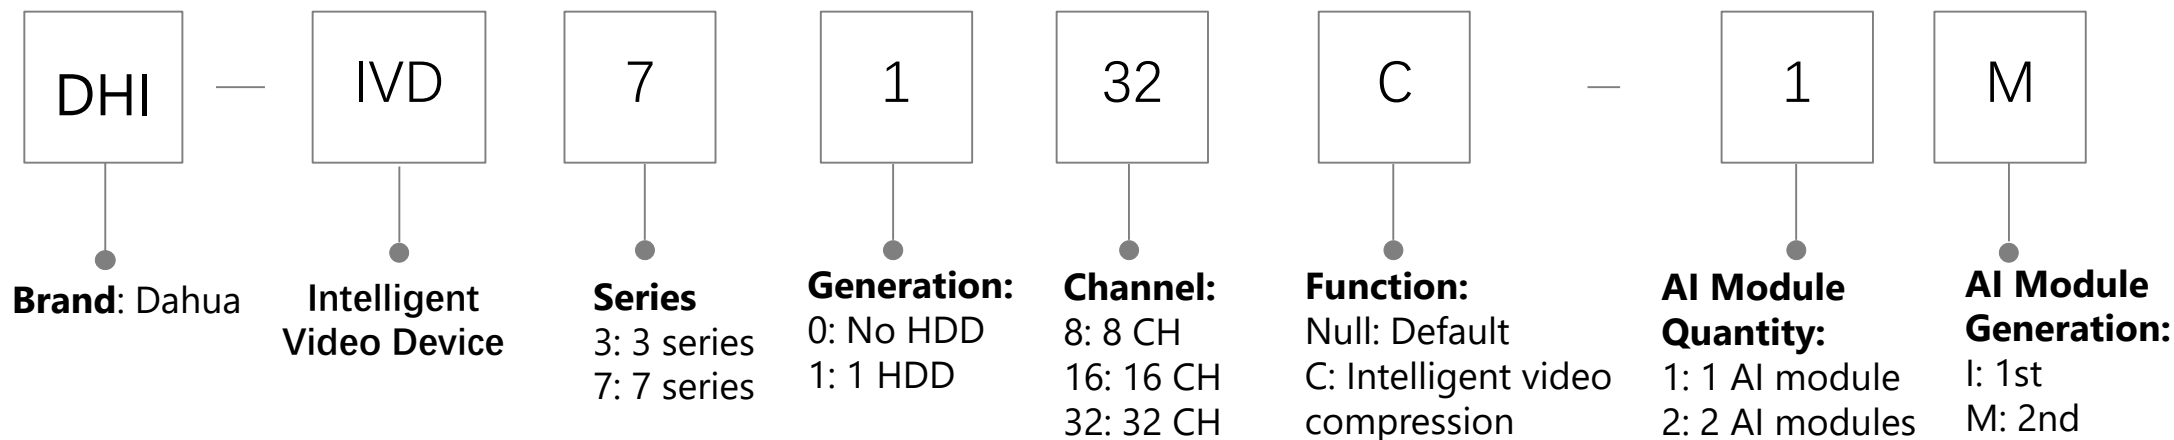 DHI — IVD 7 1 32 C — 1 M
Brand: Dahua
Intelligent
Video Device
Series
3: 3 series
7: 7 series
Generation:
0: No HDD
1: 1 HDD
Channel:
8: 8 CH
16: 16 CH
32: 32 CH
Function:
Null: Default
C: Intelligent video
compression
AI Module
Quantity:
1: 1 AI module
2: 2 AI modules
AI Module
Generation:
I: 1st
M: 2nd